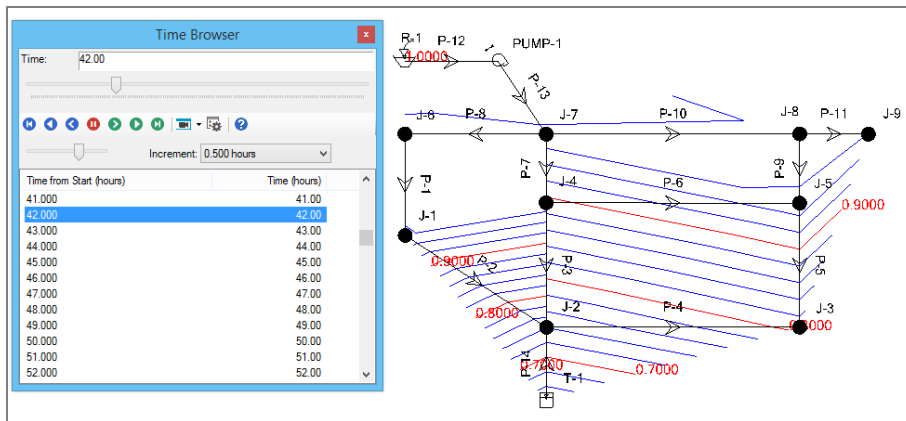 Time Browser
x
Time: 42.00
Increment: 0.500 hours
Time from Start (hours) Time (hours)
41.000 41.00
42.000 42.00
43.000 43.00
44.000 44.00
45.000 45.00
46.000 46.00
47.000 47.00
48.000 48.00
49.000 49.00
50.000 50.00
51.000 51.00
52.000 52.00
R-1 P-12 PUMP-1
1.0000
P-13
J-6 P-8 J-7 P-10 J-8 P-11 J-9
P-1 P-7 P-9
J-4 P-6 J-5
0.9000
J-1
0.9000 P-2 P-3 P-5
0.8000 J-2 P-4 J-3
0.7000 0.7000
T-1